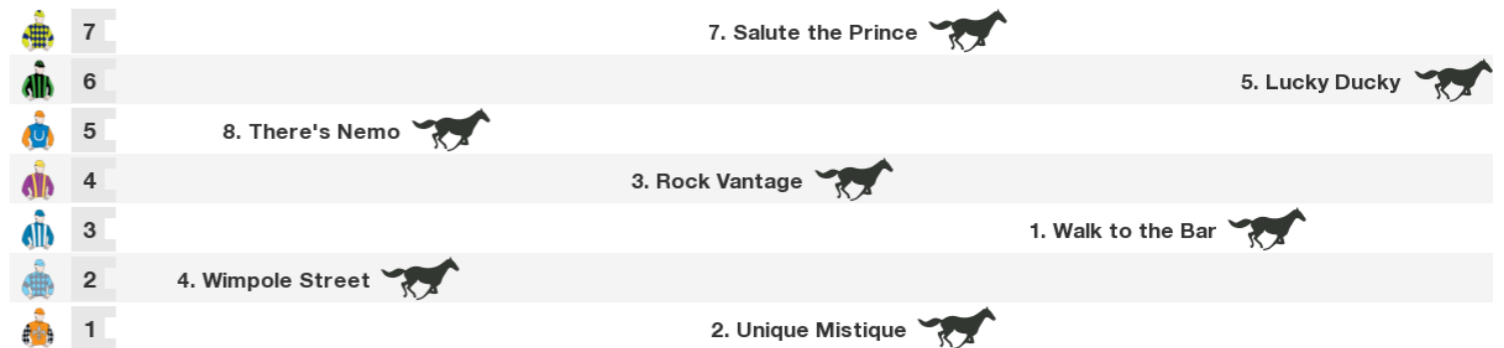 7 7. Salute the Prince
6 5. Lucky Ducky
5 8. There's Nemo
4 3. Rock Vantage
3 1. Walk to the Bar
2 4. Wimpole Street
1 2. Unique Mistique